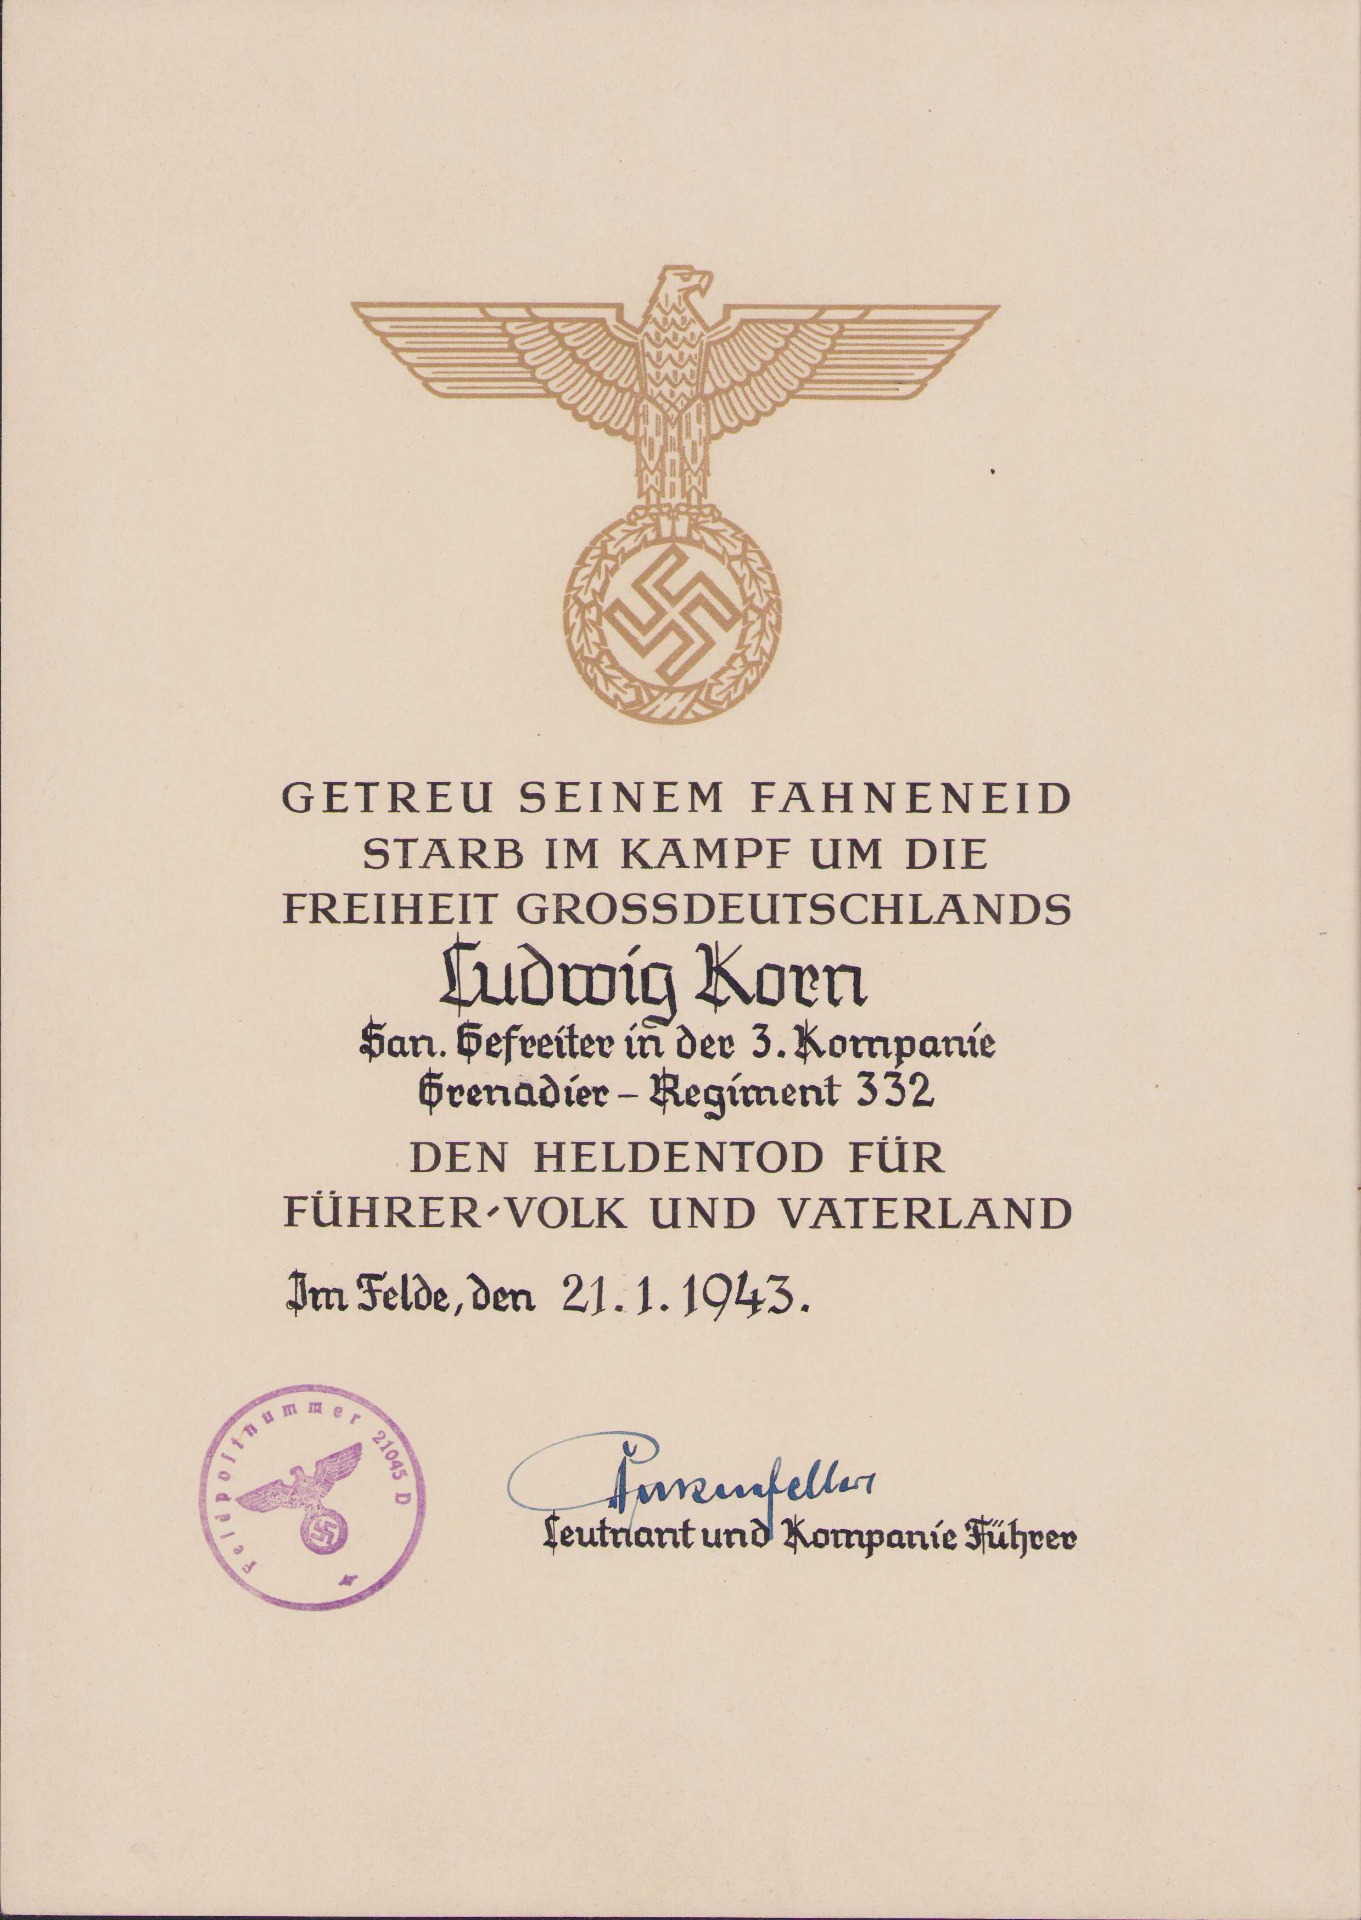 GETREU SEINEM FAHNENEID
STARB IM KAMPF UM DIE
FREIHEIT GROSSDEUTSCHLANDS
Ludwig Korn
San. Gefreiter in der 3. Kompanie
Grenadier – Regiment 332
DEN HELDENTOD FÜR
FÜHRER-VOLK UND VATERLAND
Im Felde, den 21.1.1943.
Feldpostnummer 21045 D
Leutnant und Kompanie Führer